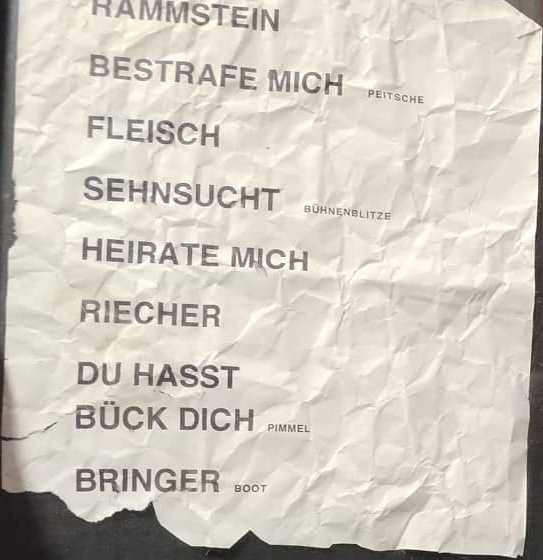 RAMMSTEIN
BESTRAFE MICH PEITSCHE
FLEISCH
SEHNSUCHT BÜHNENBLITZE
HEIRATE MICH
RIECHER
DU HASST
BÜCK DICH PIMMEL
BRINGER BOOT